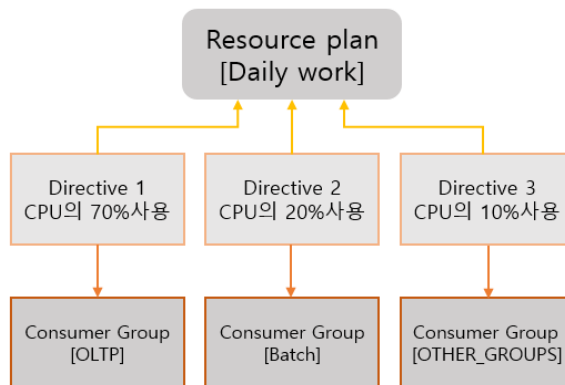 Resource plan
[Daily work]
Directive 1
CPU의 70%사용
Directive 2
CPU의 20%사용
Directive 3
CPU의 10%사용
Consumer Group
[OLTP]
Consumer Group
[Batch]
Consumer Group
[OTHER_GROUPS]